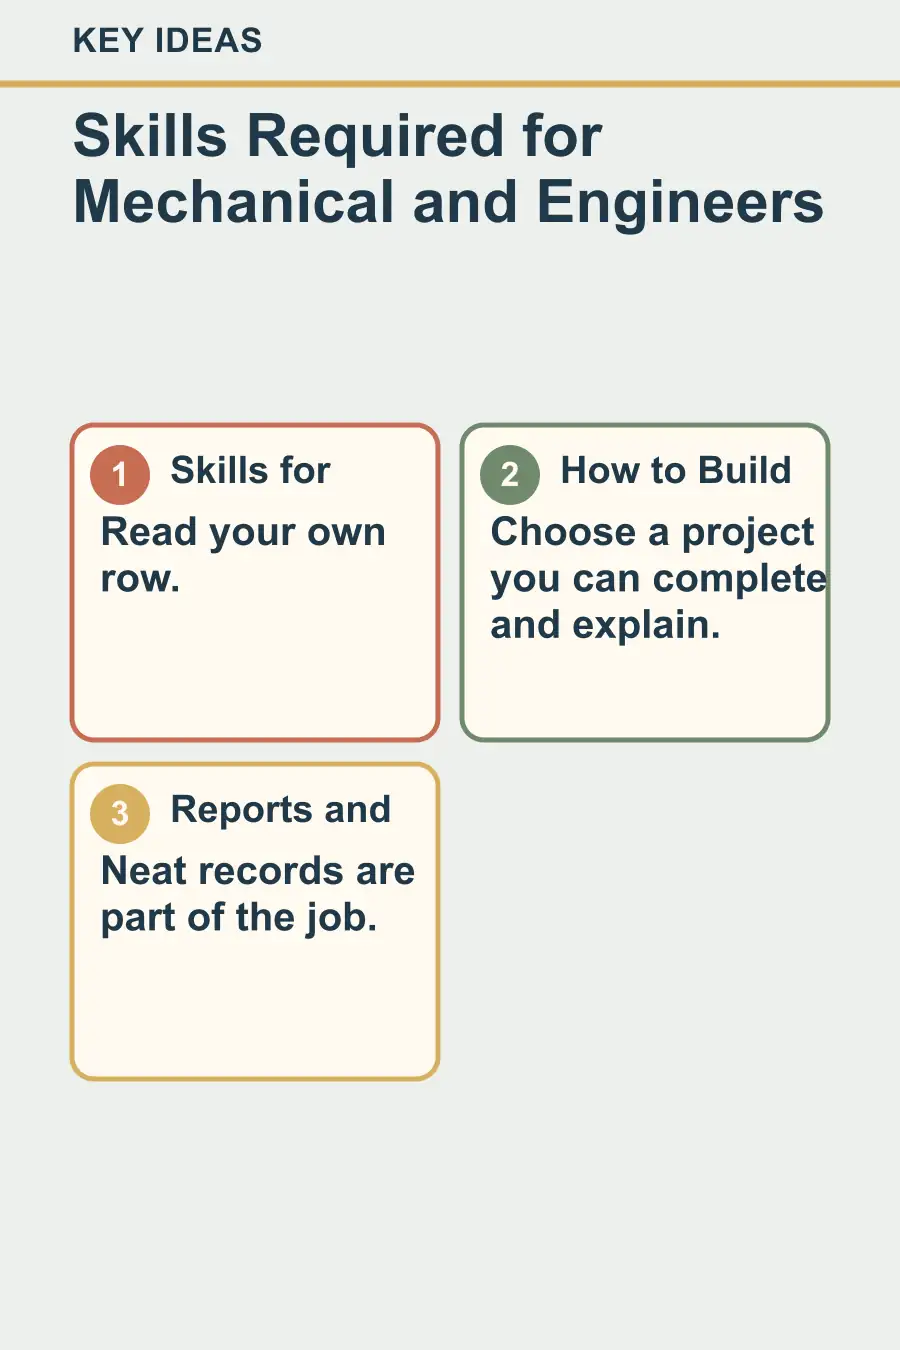 KEY IDEAS
Skills Required for
Mechanical and Engineers
1 Skills for
Read your own
row.
2 How to Build
Choose a project
you can complete
and explain.
3 Reports and
Neat records are
part of the job.